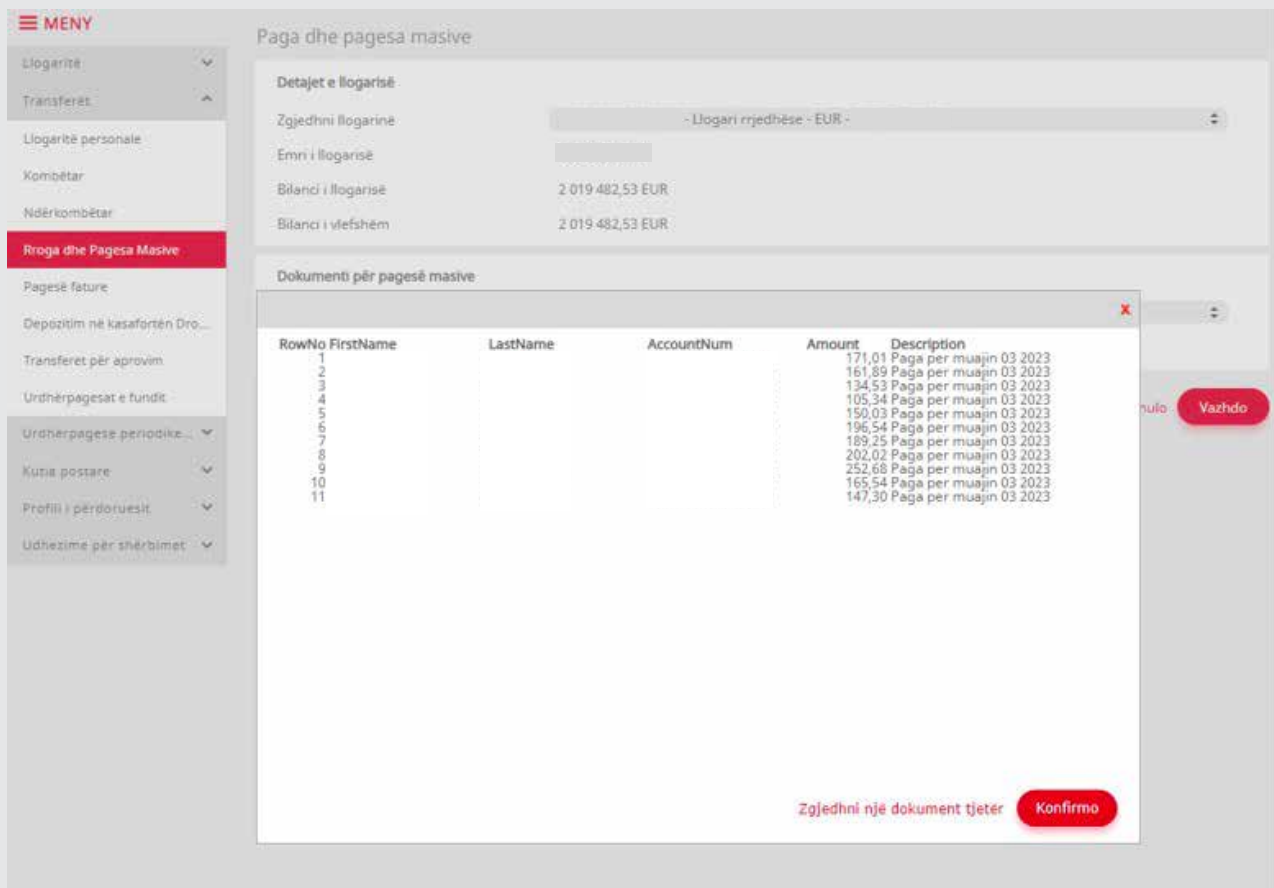 MENY
Llogaritë
Transferët
Llogaritë personale
Kombëtar
Ndërkombëtar
Rroga dhe Pagesa Masive
Pagesë fature
Depozitim në kasafortën Dro...
Transferet për aprovim
Urdhërpagesat e fundit
Urdhërpagese periodike...
Kutia postare
Profili i përdoruesit
Udhëzime për shërbimet
Paga dhe pagesa masive
Detajet e llogarisë
Zgjedhni llogarinë - Llogari rrjedhëse - EUR -
Emri i llogarisë
Bilanci i llogarisë 2 019 482,53 EUR
Bilanci i vlefshëm 2 019 482,53 EUR
Dokumenti për pagesë masive
x
RowNo FirstName LastName AccountNum Amount Description
1 171,01 Paga per muajin 03 2023
2 161,89 Paga per muajin 03 2023
3 134,53 Paga per muajin 03 2023
4 105,34 Paga per muajin 03 2023
5 150,03 Paga per muajin 03 2023
6 196,54 Paga per muajin 03 2023
7 189,25 Paga per muajin 03 2023
8 202,02 Paga per muajin 03 2023
9 252,68 Paga per muajin 03 2023
10 165,54 Paga per muajin 03 2023
11 147,30 Paga per muajin 03 2023
Zgjedhni një dokument tjetër Konfirmo
Vazhdo